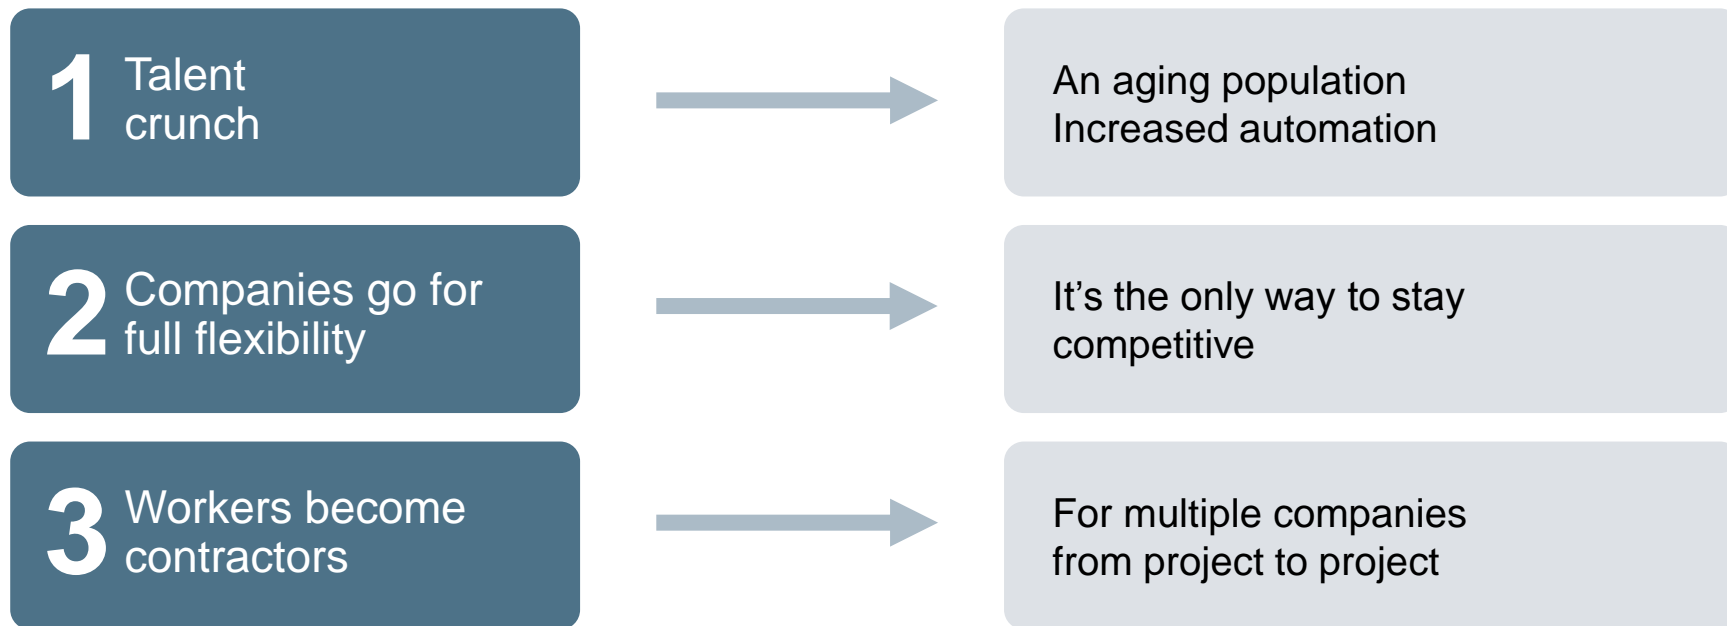 1 Talent
crunch
An aging population
Increased automation
2 Companies go for
full flexibility
It’s the only way to stay
competitive
3 Workers become
contractors
For multiple companies
from project to project